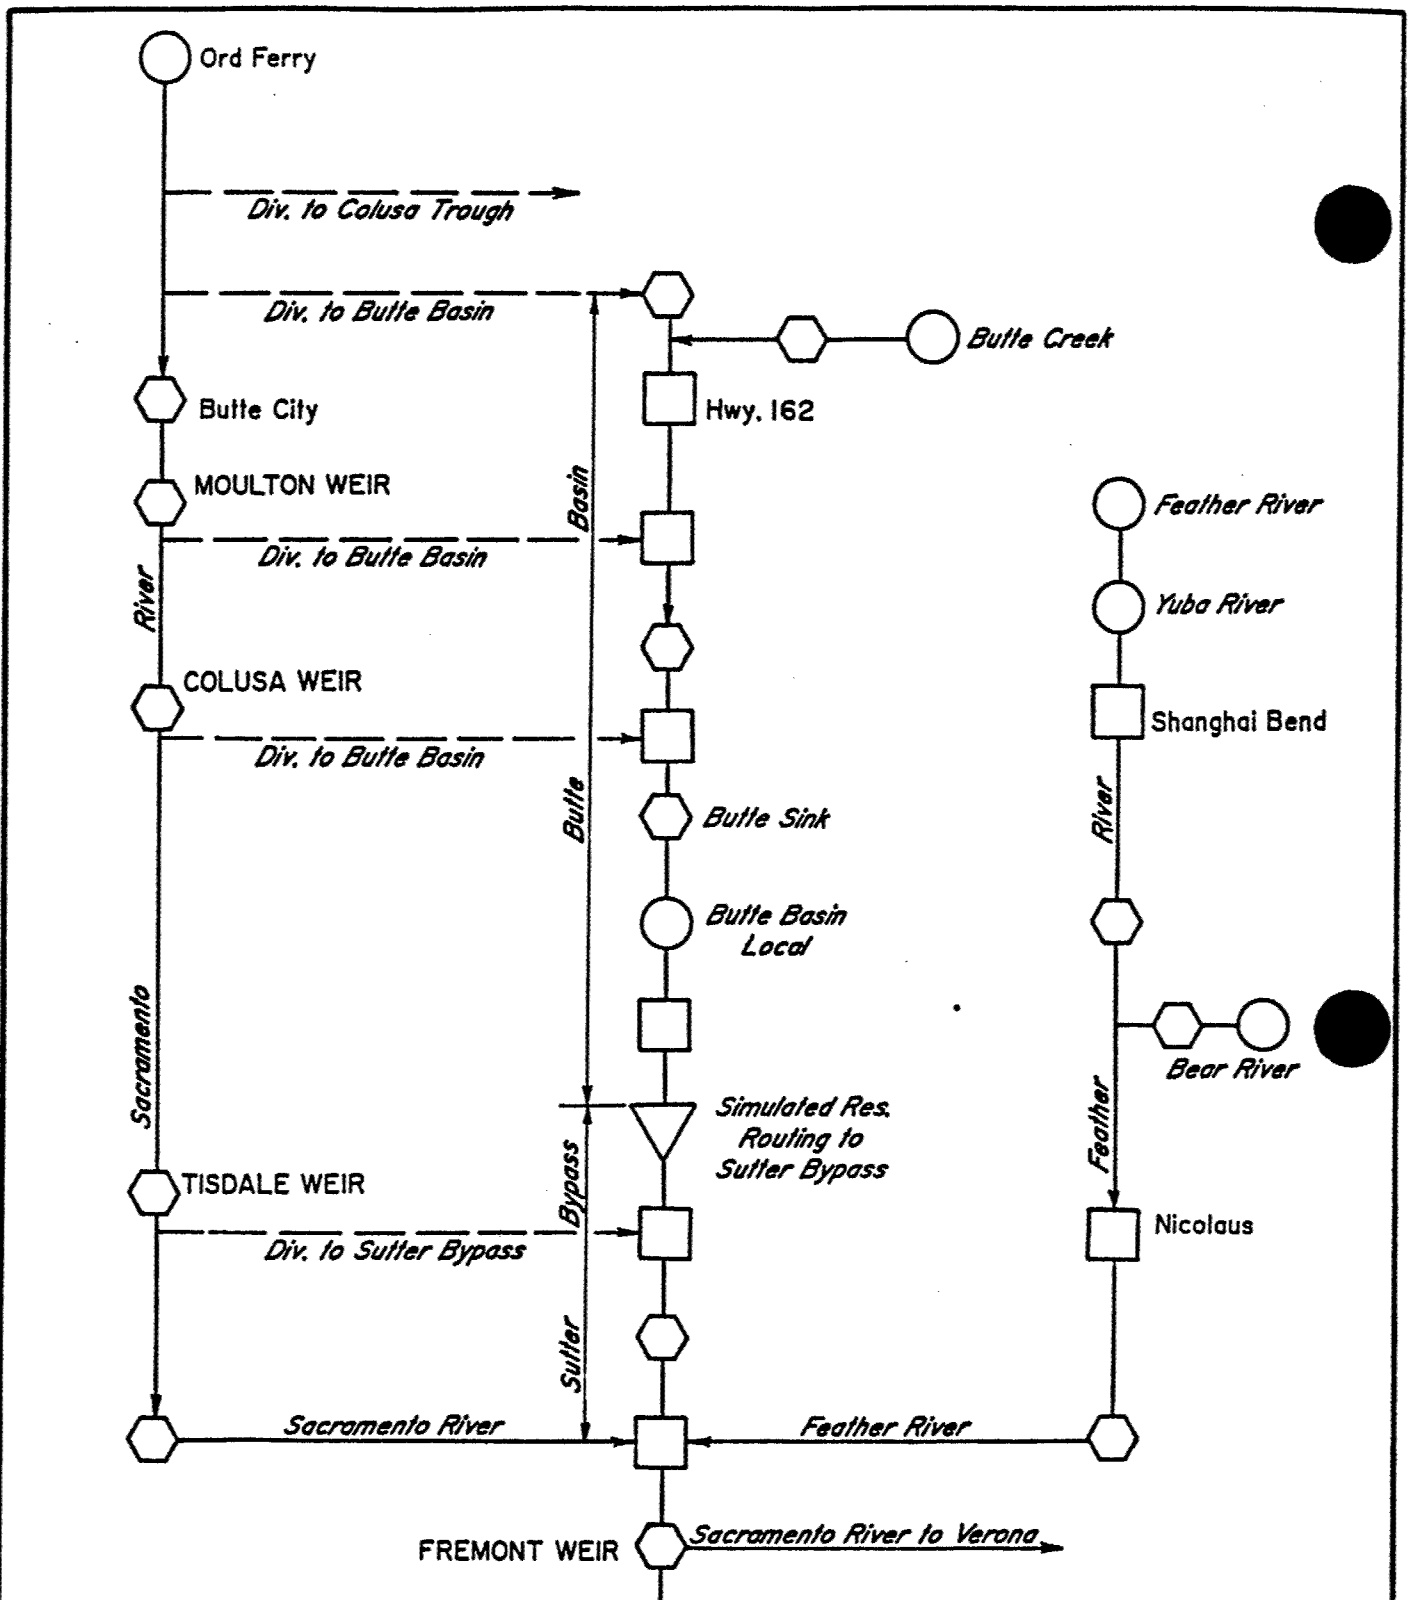 Ord Ferry
Div. to Colusa Trough
Div. to Butte Basin
Butte Creek
Butte City
Hwy. 162
MOULTON WEIR
Basin
Feather River
Div. to Butte Basin
River
Yuba River
COLUSA WEIR
Shanghai Bend
Div. to Butte Basin
Butte
River
Butte Sink
Butte Basin
Local
Sacramento
Bear River
Feather
Simulated Res.
Routing to
Sutter Bypass
TISDALE WEIR
Bypass
Nicolaus
Div. to Sutter Bypass
Sutter
Sacramento River
Feather River
FREMONT WEIR
Sacramento River to Verona